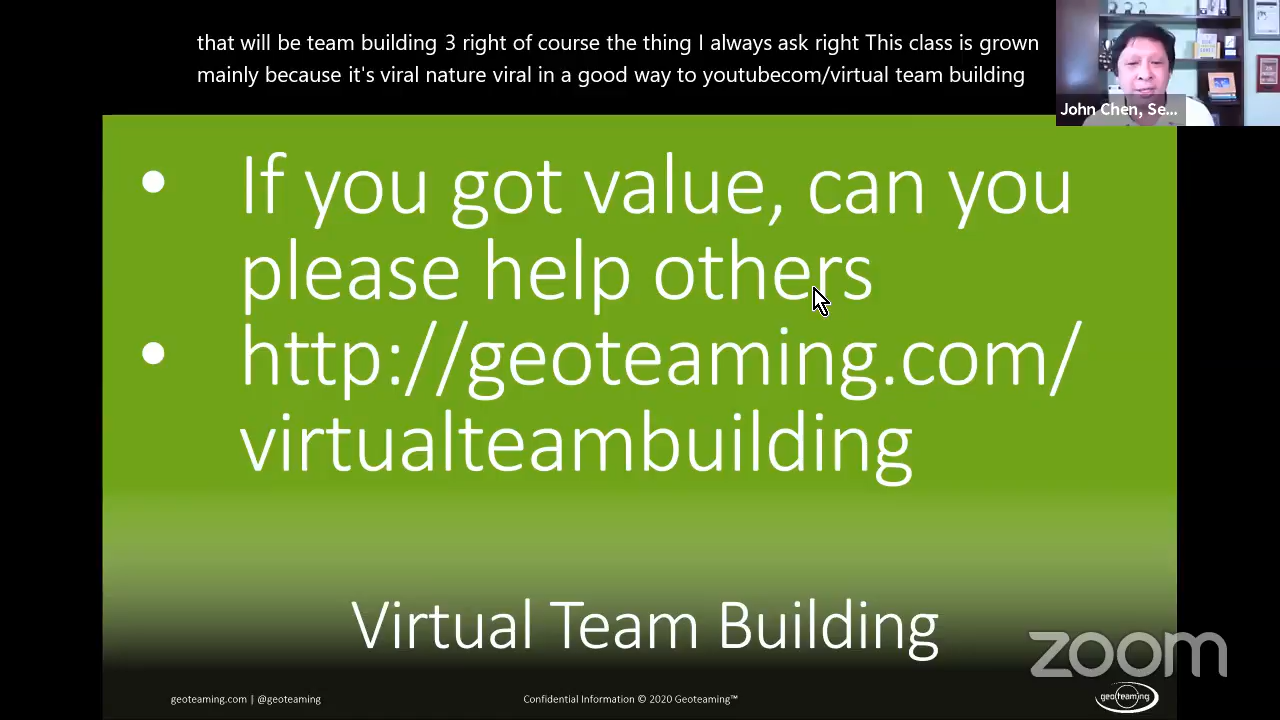 that will be team building 3 right of course the thing I always ask right This class is grown
mainly because it's viral nature viral in a good way to youtubecom/virtual team building
John Chen, Se...
• If you got value, can you
please help others
• http://geoteaming.com/
virtualteambuilding
Virtual Team Building
zoom
geoteaming.com | @geoteaming
Confidential Information © 2020 Geoteaming™
geoteaming